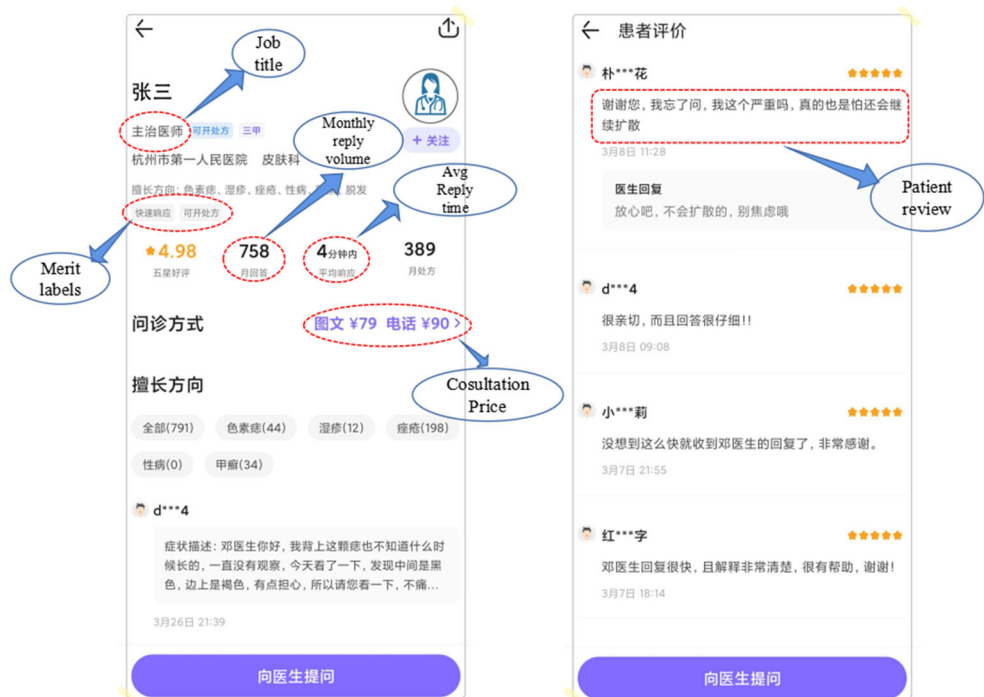 Job
title
张三
主治医师 可开处方 三甲
+ 关注
杭州市第一人民医院 皮肤科
擅长方向: 色素痣、湿疹、痤疮、性病、 脱发
快速响应 可开处方
Monthly
reply
volume
Avg
Reply
time
Merit
labels
4.98
五星好评
758
月回答
4分钟内
平均响应
389
月处方
问诊方式
图文 ¥79 电话 ¥90 >
Cosultation
Price
擅长方向
全部(791) 色素痣(44) 湿疹(12) 痤疮(198)
性病(0) 甲癣(34)
d***4
症状描述: 邓医生你好, 我背上这颗痣也不知道什么时
候长的, 一直没有观察, 今天看了一下, 发现中间是黑
色, 边上是褐色, 有点担心, 所以请您看一下, 不痛...
3月26日 21:39
向医生提问
患者评价
朴***花
谢谢您, 我忘了问, 我这个严重吗, 真的也是怕还会继
续扩散
3月8日 11:28
Patient
review
医生回复
放心吧, 不会扩散的, 别焦虑哦
d***4
很亲切, 而且回答很仔细!!
3月8日 09:08
小***莉
没想到这么快就收到邓医生的回复了, 非常感谢。
3月7日 21:55
红***字
邓医生回复很快, 且解释非常清楚, 很有帮助, 谢谢!
3月7日 18:14
向医生提问